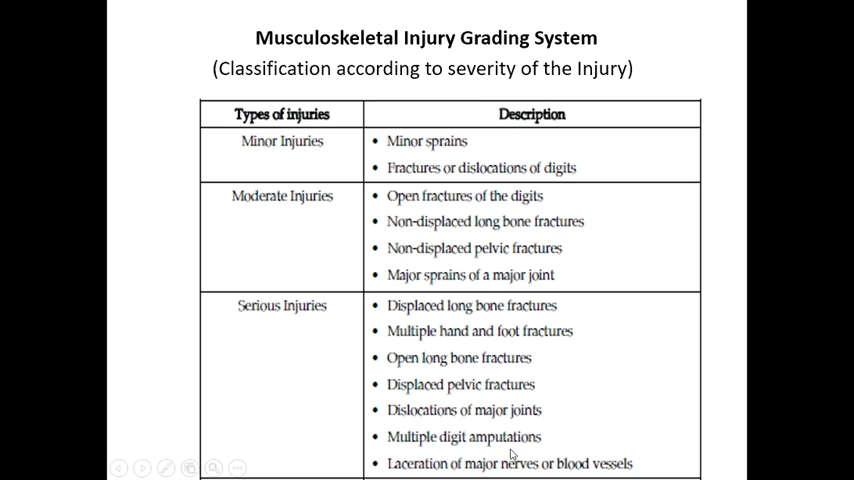 Musculoskeletal Injury Grading System
(Classification according to severity of the Injury)
Types of injuries
Description
Minor Injuries
• Minor sprains
• Fractures or dislocations of digits
Moderate Injuries
• Open fractures of the digits
• Non-displaced long bone fractures
• Non-displaced pelvic fractures
• Major sprains of a major joint
Serious Injuries
• Displaced long bone fractures
• Multiple hand and foot fractures
• Open long bone fractures
• Displaced pelvic fractures
• Dislocations of major joints
• Multiple digit amputations
• Laceration of major nerves or blood vessels